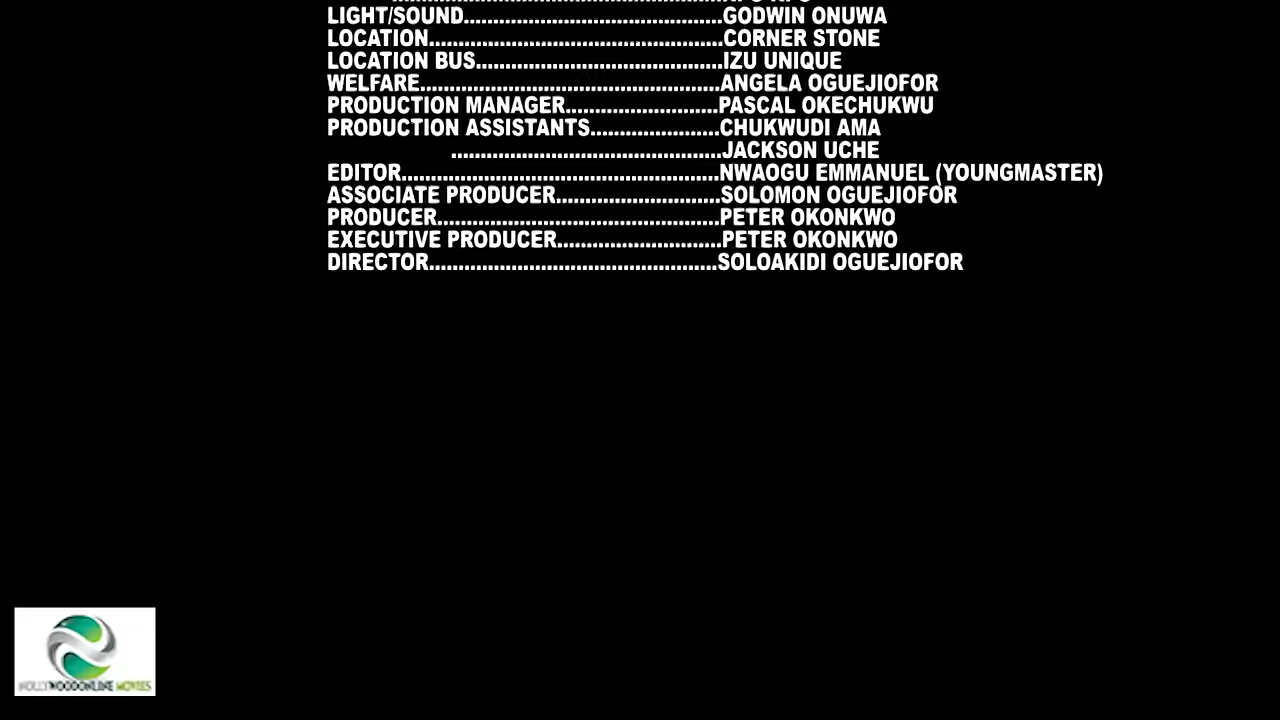 LIGHT/SOUND............................................GODWIN ONUWA
LOCATION..................................................CORNER STONE
LOCATION BUS..........................................IZU UNIQUE
WELFARE...................................................ANGELA OGUEJIOFOR
PRODUCTION MANAGER..........................PASCAL OKECHUKWU
PRODUCTION ASSISTANTS......................CHUKWUDI AMA
..............................................JACKSON UCHE
EDITOR......................................................NWAOGU EMMANUEL (YOUNGMASTER)
ASSOCIATE PRODUCER............................SOLOMON OGUEJIOFOR
PRODUCER................................................PETER OKONKWO
EXECUTIVE PRODUCER............................PETER OKONKWO
DIRECTOR.................................................SOLOAKIDI OGUEJIOFOR
NOLLYWOODONLINE MOVIES